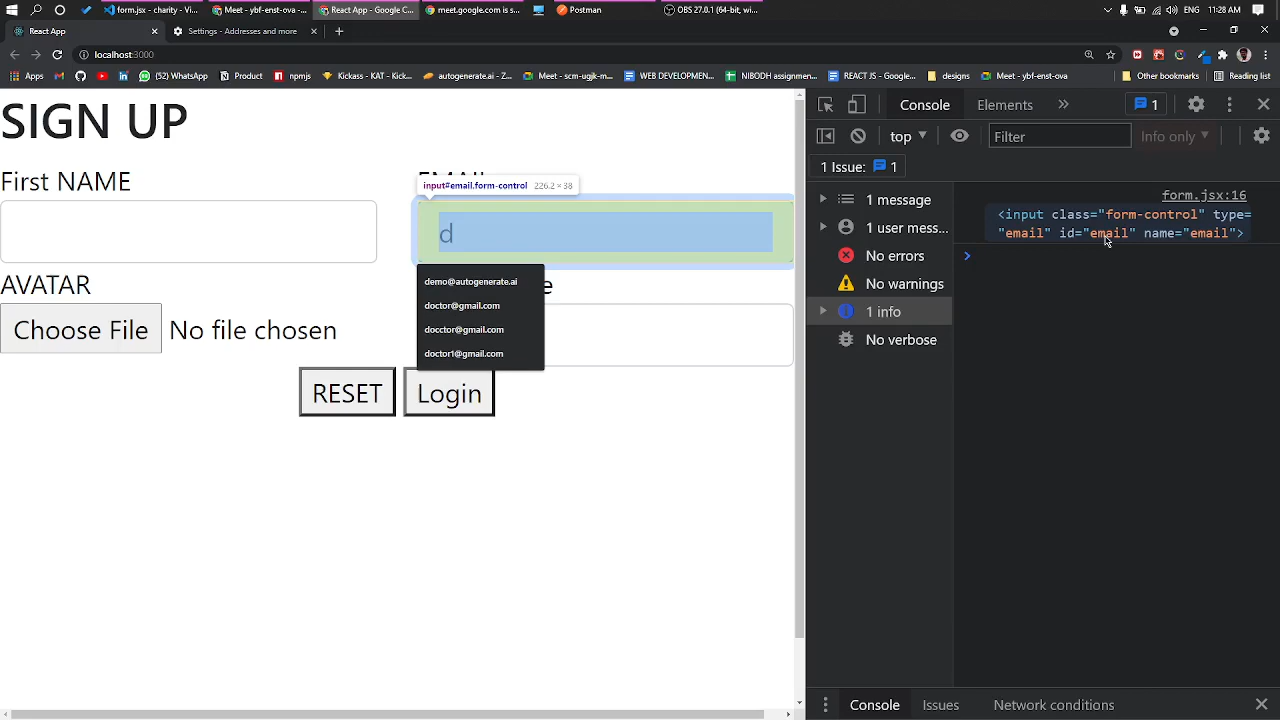 form.jsx - charity - Vi...
Meet - ybf-enst-ova -
React App - Google C...
meet.google.com is s...
Postman
OBS 27.0.1 (64-bit, wi...
11:28 AM
React App
Settings - Addresses and more
localhost:3000
Apps
(52) WhatsApp
Product
npmjs
Kickass - KAT - Kick...
autogenerate.ai - Z...
Meet - scm-ugjk-m...
WEB DEVELOPMEN...
NIBODH assignmen...
REACT JS - Google...
designs
Meet - ybf-enst-ova
Other bookmarks
Reading list
SIGN UP
First NAME
input#email.form-control 226.2 × 38
d
demo@autogenerate.ai
doctor@gmail.com
docctor@gmail.com
doctor1@gmail.com
AVATAR
e
Choose File No file chosen
RESET
Login
Console
Elements
1
top
Filter
Info only
1 Issue: 1
1 message
1 user mess...
No errors
No warnings
1 info
No verbose
form.jsx:16
<input class="form-control" type=
"email" id="email" name="email">
Console
Issues
Network conditions